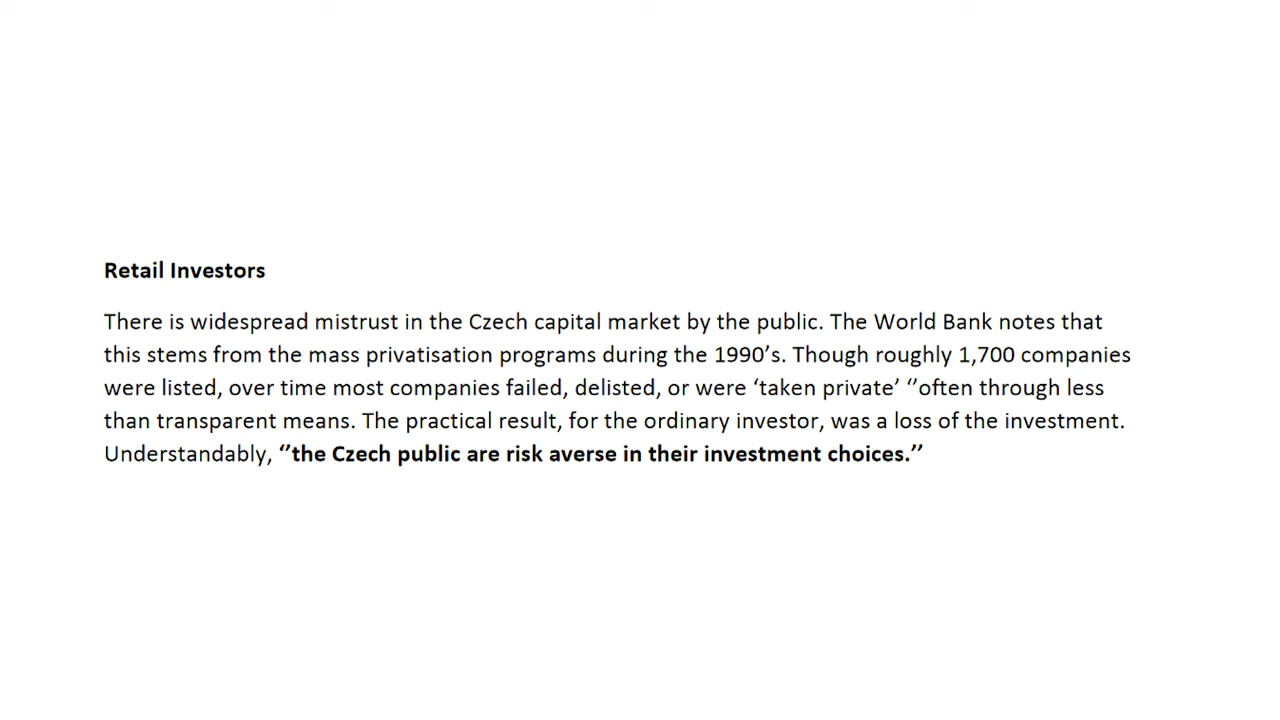 Retail Investors
There is widespread mistrust in the Czech capital market by the public. The World Bank notes that
this stems from the mass privatisation programs during the 1990’s. Though roughly 1,700 companies
were listed, over time most companies failed, delisted, or were ‘taken private’ ‘’often through less
than transparent means. The practical result, for the ordinary investor, was a loss of the investment.
Understandably, ‘’the Czech public are risk averse in their investment choices.’’